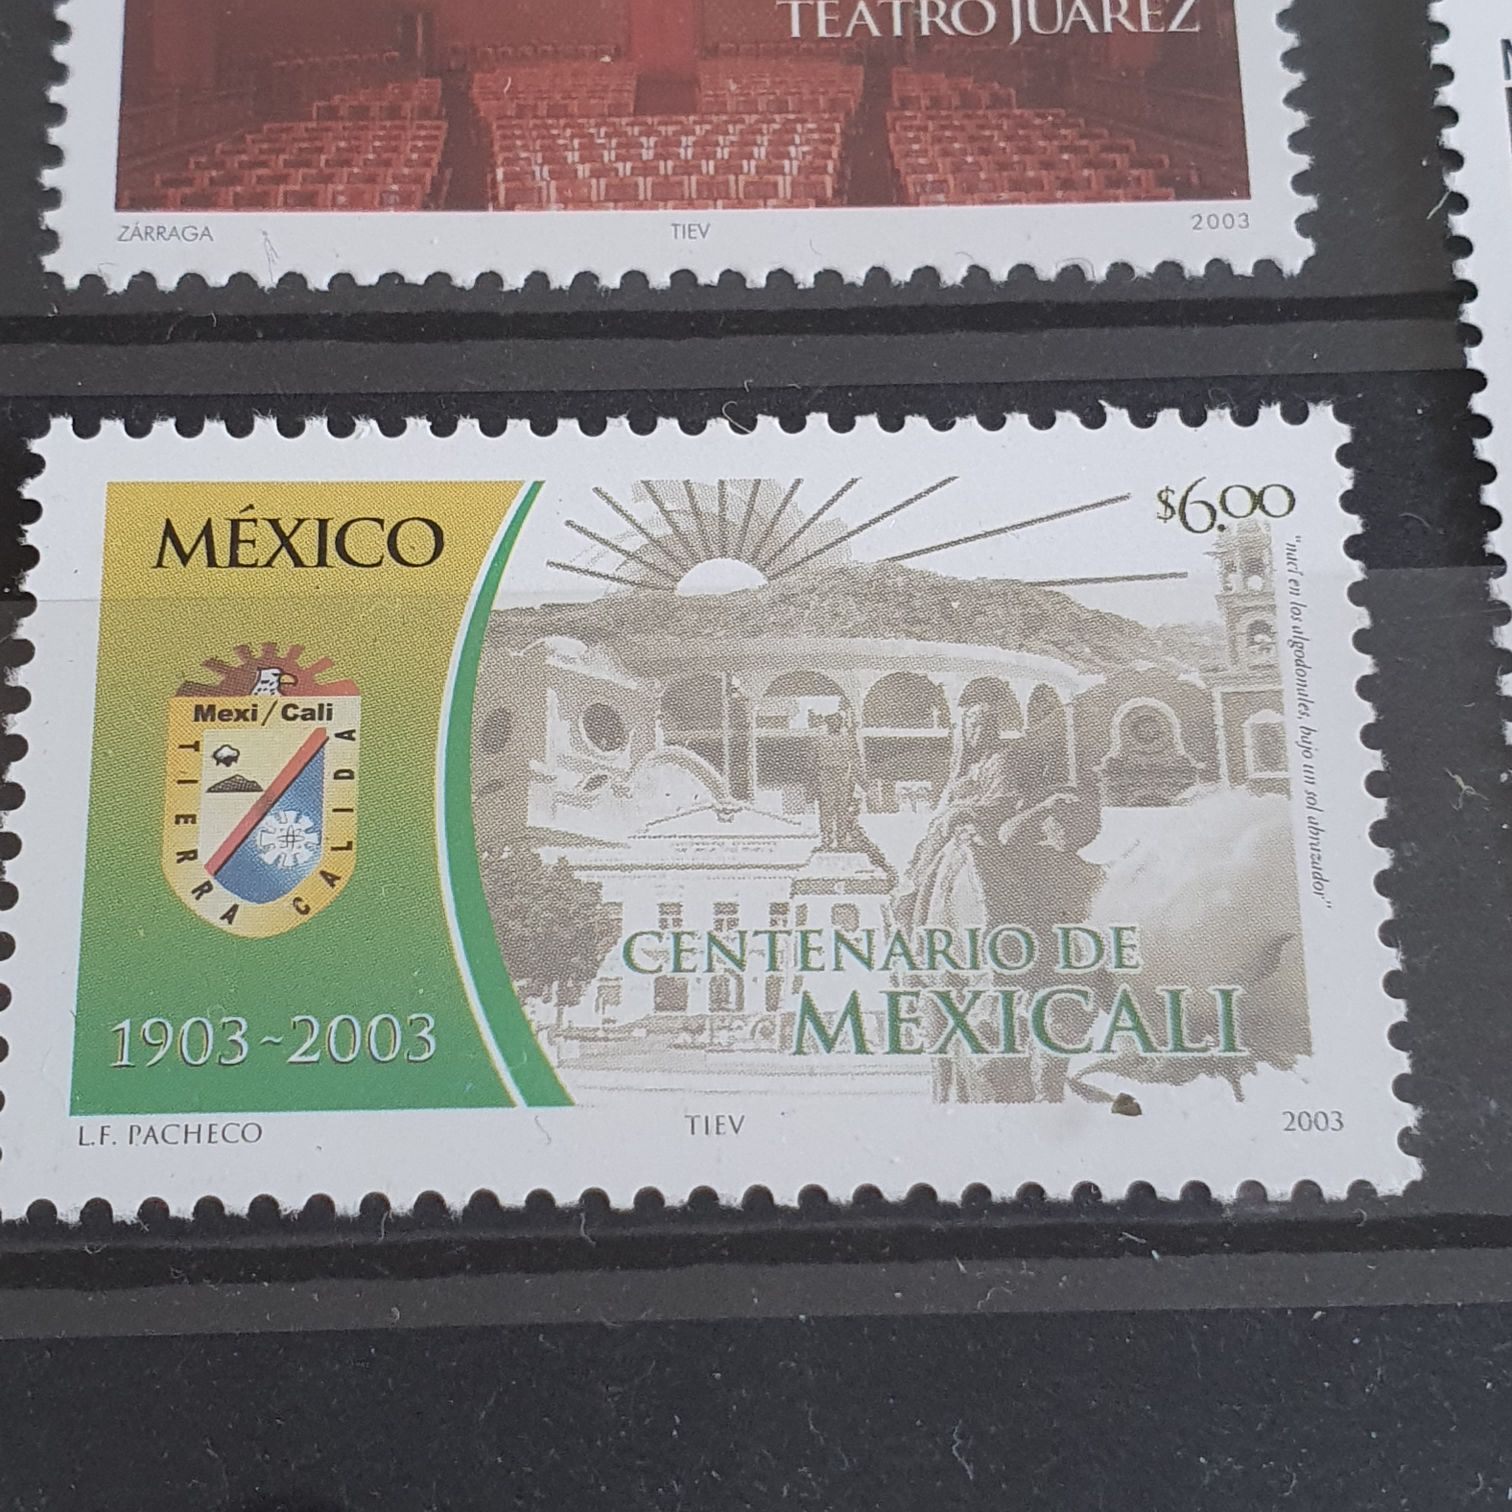 TEATRO JUÁREZ
ZÁRRAGA
TIEV
2003
MÉXICO
$6.00
"nací en los algodonales, bajo un sol abrazador"
Mexi/Cali
TIERRA CALIDA
CENTENARIO DE
MEXICALI
1903~2003
L.F. PACHECO
TIEV
2003